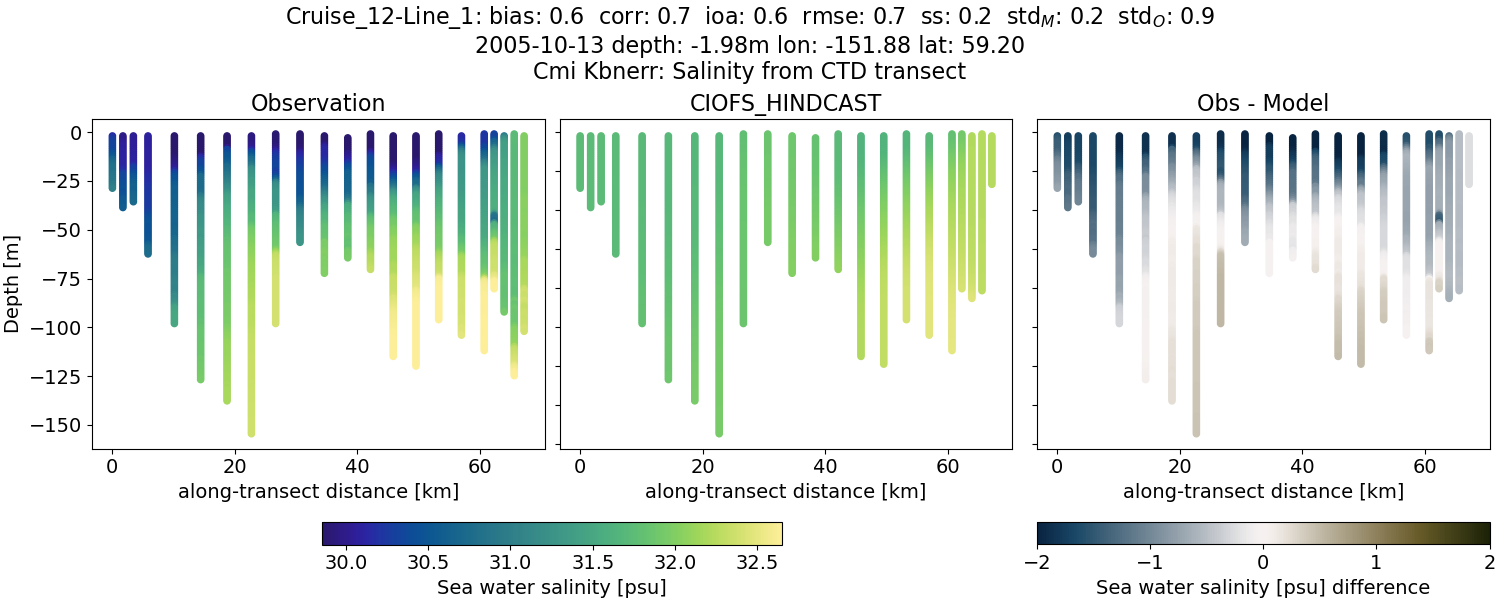 Cruise_12-Line_1: bias: 0.6 corr: 0.7 ioa: 0.6 rmse: 0.7 ss: 0.2 std_M: 0.2 std_O: 0.9
2005-10-13 depth: -1.98m lon: -151.88 lat: 59.20
Cmi Kbnerr: Salinity from CTD transect
Observation
CIOFS_HINDCAST
Obs - Model
Depth [m]
0
−25
−50
−75
−100
−125
−150
0 20 40 60
0 20 40 60
0 20 40 60
along-transect distance [km]
along-transect distance [km]
along-transect distance [km]
30.0 30.5 31.0 31.5 32.0 32.5
Sea water salinity [psu]
−2 −1 0 1 2
Sea water salinity [psu] difference